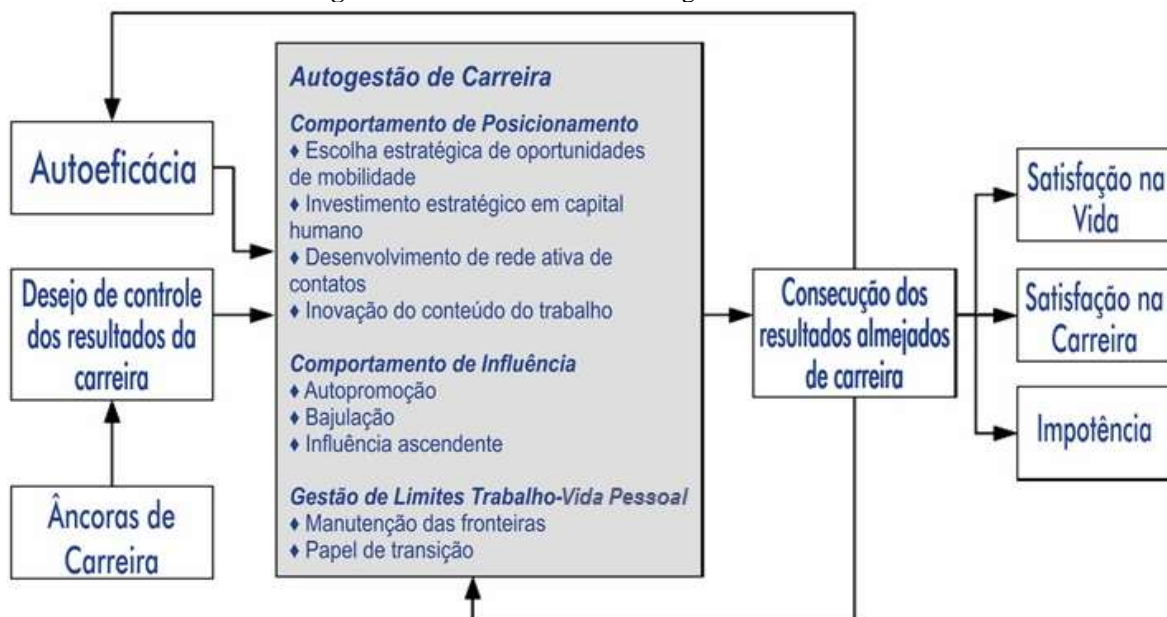 Autogestão de Carreira
Comportamento de Posicionamento
♦ Escolha estratégica de oportunidades
de mobilidade
♦ Investimento estratégico em capital
humano
♦ Desenvolvimento de rede ativa de
contatos
♦ Inovação do conteúdo do trabalho
Comportamento de Influência
♦ Autopromoção
♦ Bajulação
♦ Influência ascendente
Gestão de Limites Trabalho-Vida Pessoal
♦ Manutenção das fronteiras
♦ Papel de transição
Autoeficácia
Desejo de controle
dos resultados da
carreira
Âncoras de
Carreira
Consecução dos
resultados almejados
de carreira
Satisfação na
Vida
Satisfação na
Carreira
Impotência